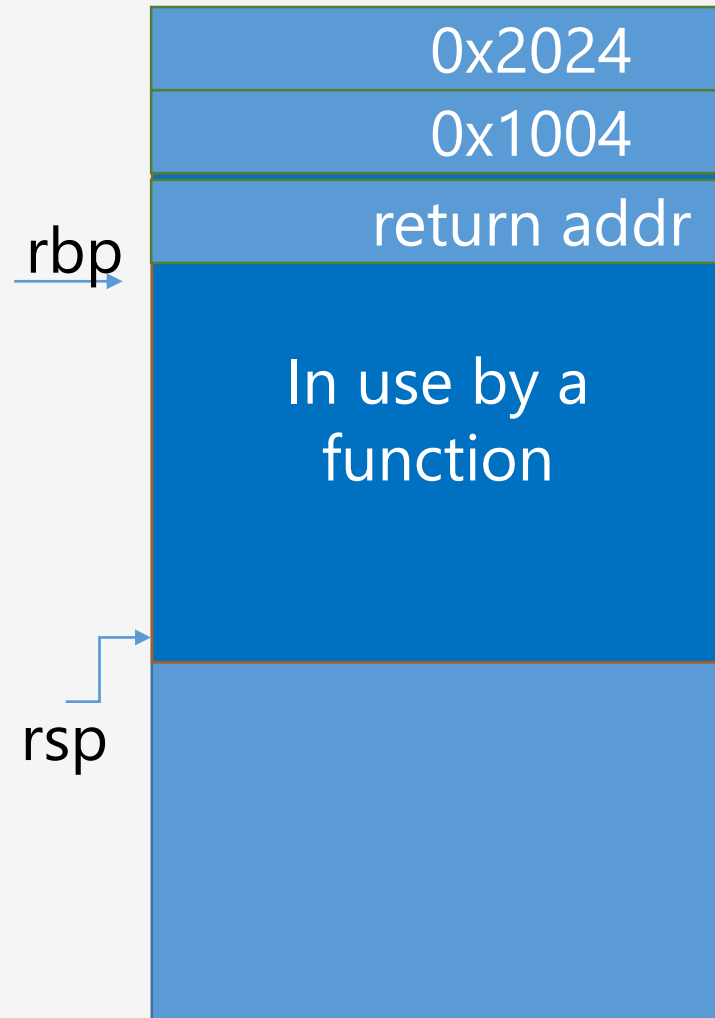 0x2024
0x1004
return addr
rbp
In use by a
function
rsp